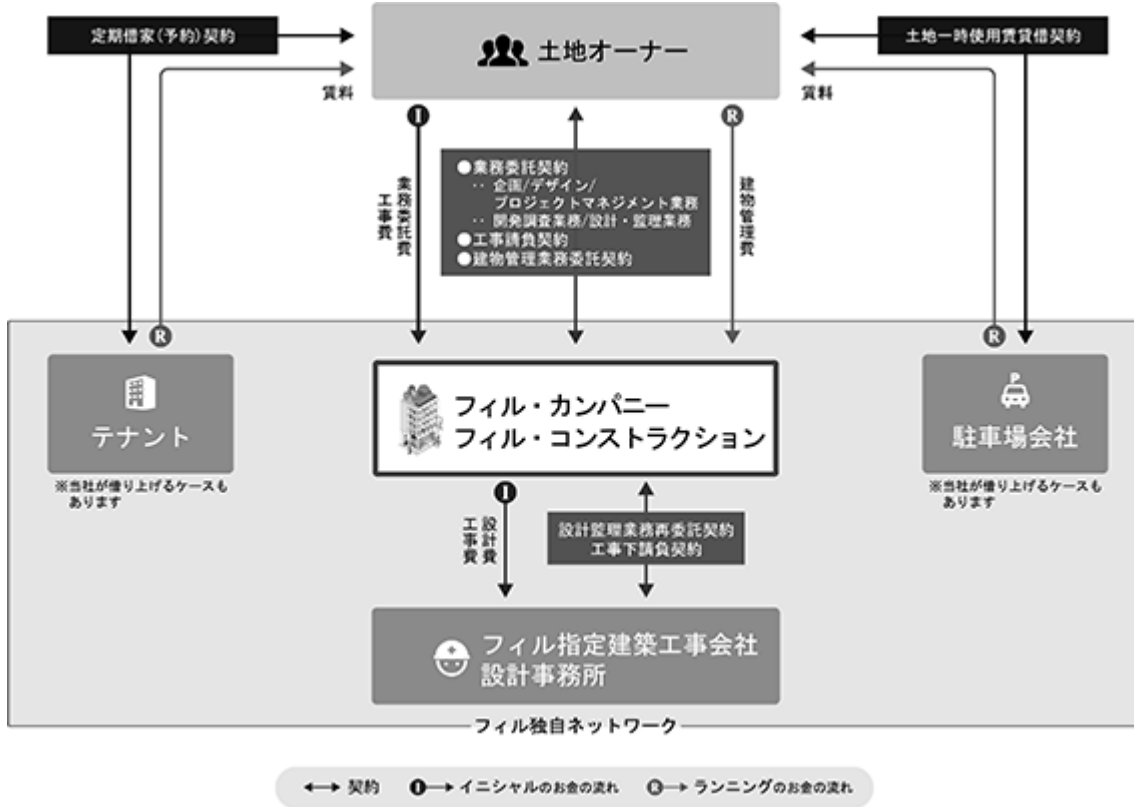 定期借家(予約)契約
土地オーナー
土地一時使用賃貸借契約
賃料
賃料
I
R
業務委託費
工事費
●業務委託契約
‥ 企画/デザイン/
プロジェクトマネジメント業務
‥ 開発調査業務/設計・監理業務
●工事請負契約
●建物管理業務委託契約
建物管理費
R
R
テナント
※当社が借り上げるケースも
あります
フィル・カンパニー
フィル・コンストラクション
P
駐車場会社
※当社が借り上げるケースも
あります
I
設計費
工事費
設計監理業務再委託契約
工事下請負契約
フィル指定建築工事会社
設計事務所
フィル独自ネットワーク
契約
I イニシャルのお金の流れ
R ランニングのお金の流れ